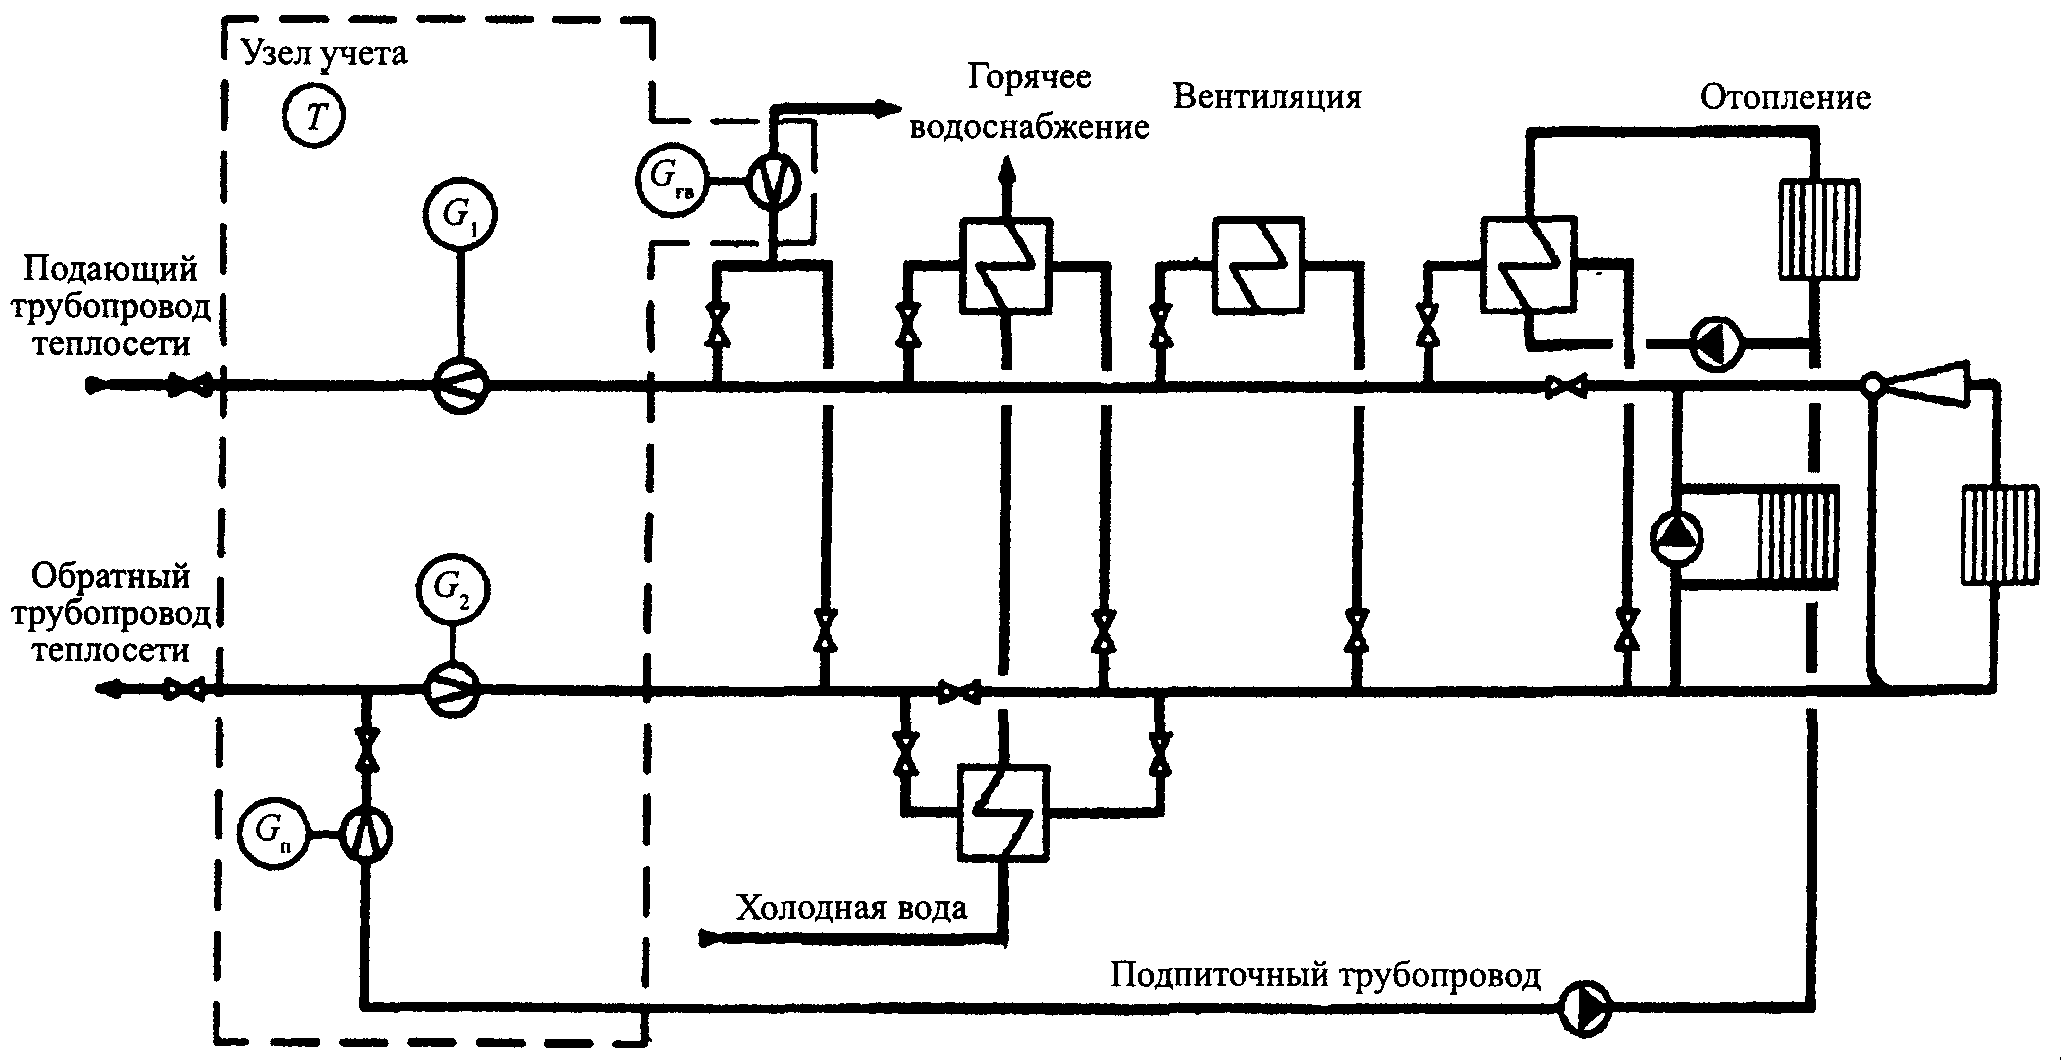 Узел учета
T
Горячее
водоснабжение
Вентиляция
Отопление
Gгв
G1
Подающий
трубопровод
теплосети
Обратный
трубопровод
теплосети
G2
Gп
Холодная вода
Подпиточный трубопровод